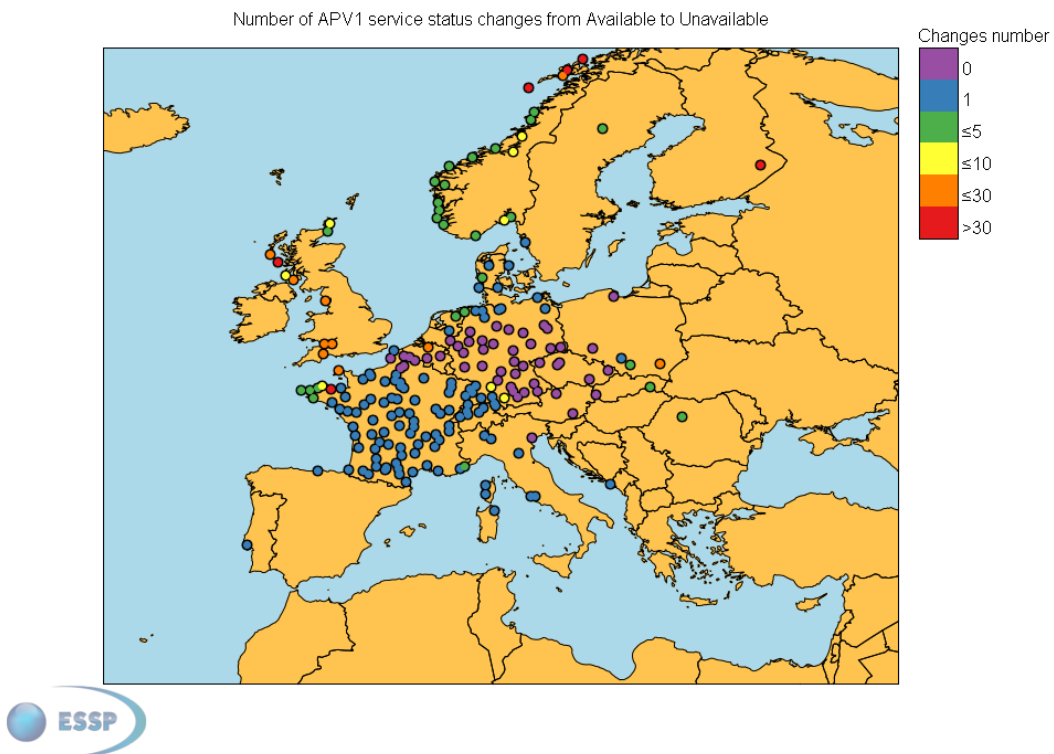 Number of APV1 service status changes from Available to Unavailable
Changes number
0
1
≤5
≤10
≤30
>30
ESSP